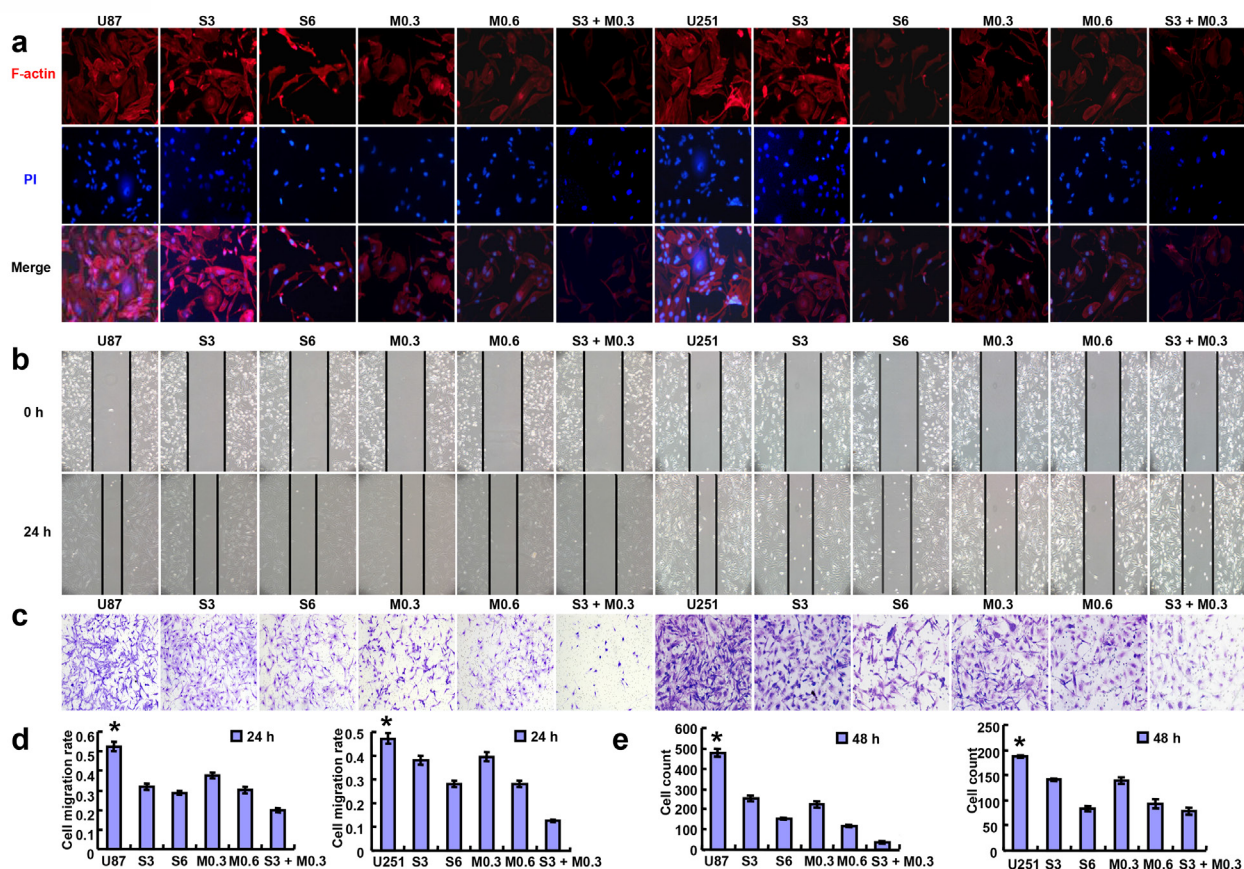 U87 S3 S6 M0.3 M0.6 S3 + M0.3 U251 S3 S6 M0.3 M0.6 S3 + M0.3
a
F-actin
PI
Merge
U87 S3 S6 M0.3 M0.6 S3 + M0.3 U251 S3 S6 M0.3 M0.6 S3 + M0.3
b
0 h
24 h
U87 S3 S6 M0.3 M0.6 S3 + M0.3 U251 S3 S6 M0.3 M0.6 S3 + M0.3
c
d
Cell migration rate
0.6
0.5
0.4
0.3
0.2
0.1
0
*
24 h
U87 S3 S6 M0.3 M0.6 S3 + M0.3
Cell migration rate
0.5
0.4
0.3
0.2
0.1
0
*
24 h
U251 S3 S6 M0.3 M0.6 S3 + M0.3
e
Cell count
600
500
400
300
200
100
0
*
48 h
U87 S3 S6 M0.3 M0.6 S3 + M0.3
Cell count
250
200
150
100
50
0
*
48 h
U251 S3 S6 M0.3 M0.6 S3 + M0.3